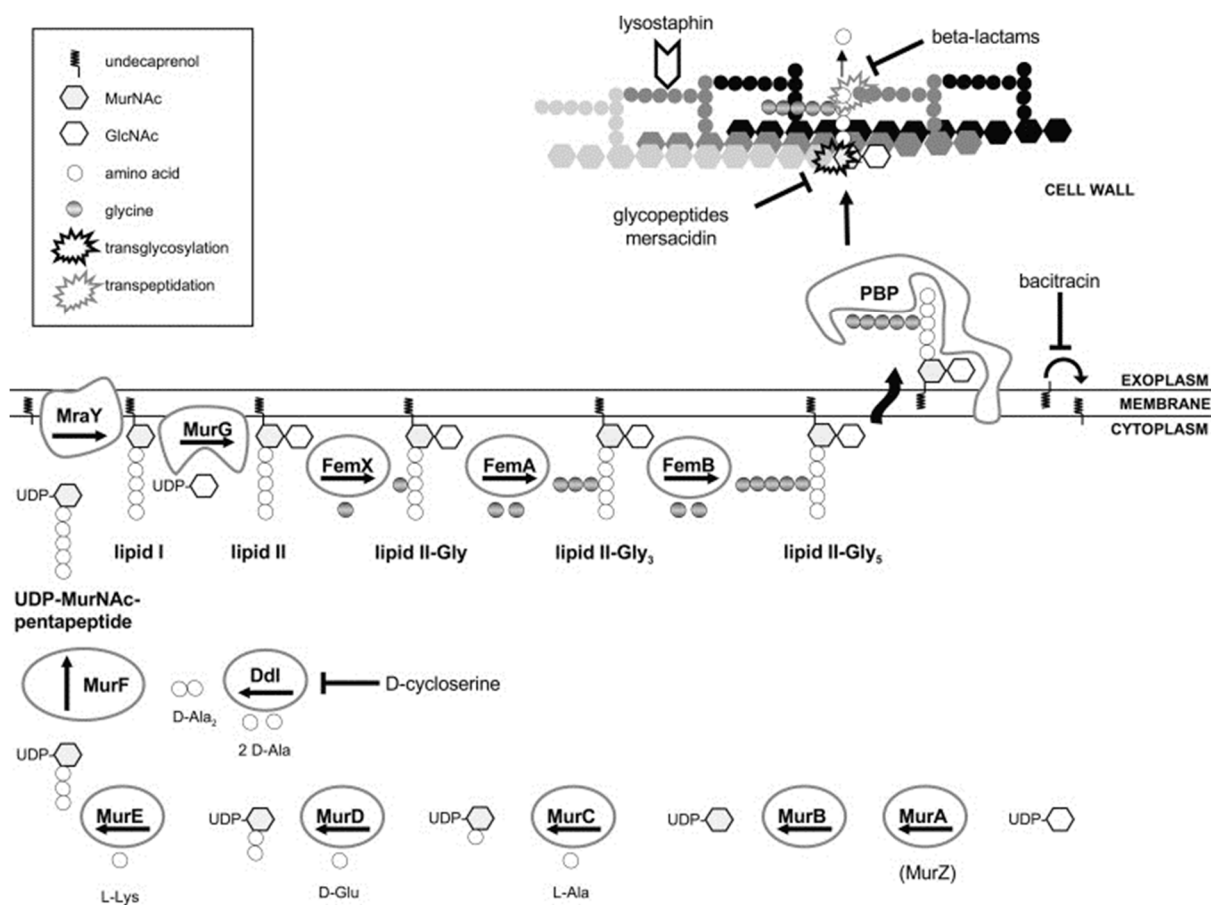 undecaprenol
MurNAc
GlcNAc
amino acid
glycine
transglycosylation
transpeptidation
lysostaphin
beta-lactams
CELL WALL
glycopeptides
mersacidin
PBP
bacitracin
EXOPLASM
MEMBRANE
CYTOPLASM
MraY
MurG
FemX
FemA
FemB
UDP-
UDP-
lipid I
lipid II
lipid II-Gly
lipid II-Gly₃
lipid II-Gly₅
UDP-MurNAc-
pentapeptide
MurF
D-Ala₂
Ddl
2 D-Ala
D-cycloserine
UDP-
MurE
L-Lys
UDP-
MurD
D-Glu
UDP-
MurC
L-Ala
UDP-
MurB
MurA
(MurZ)
UDP-